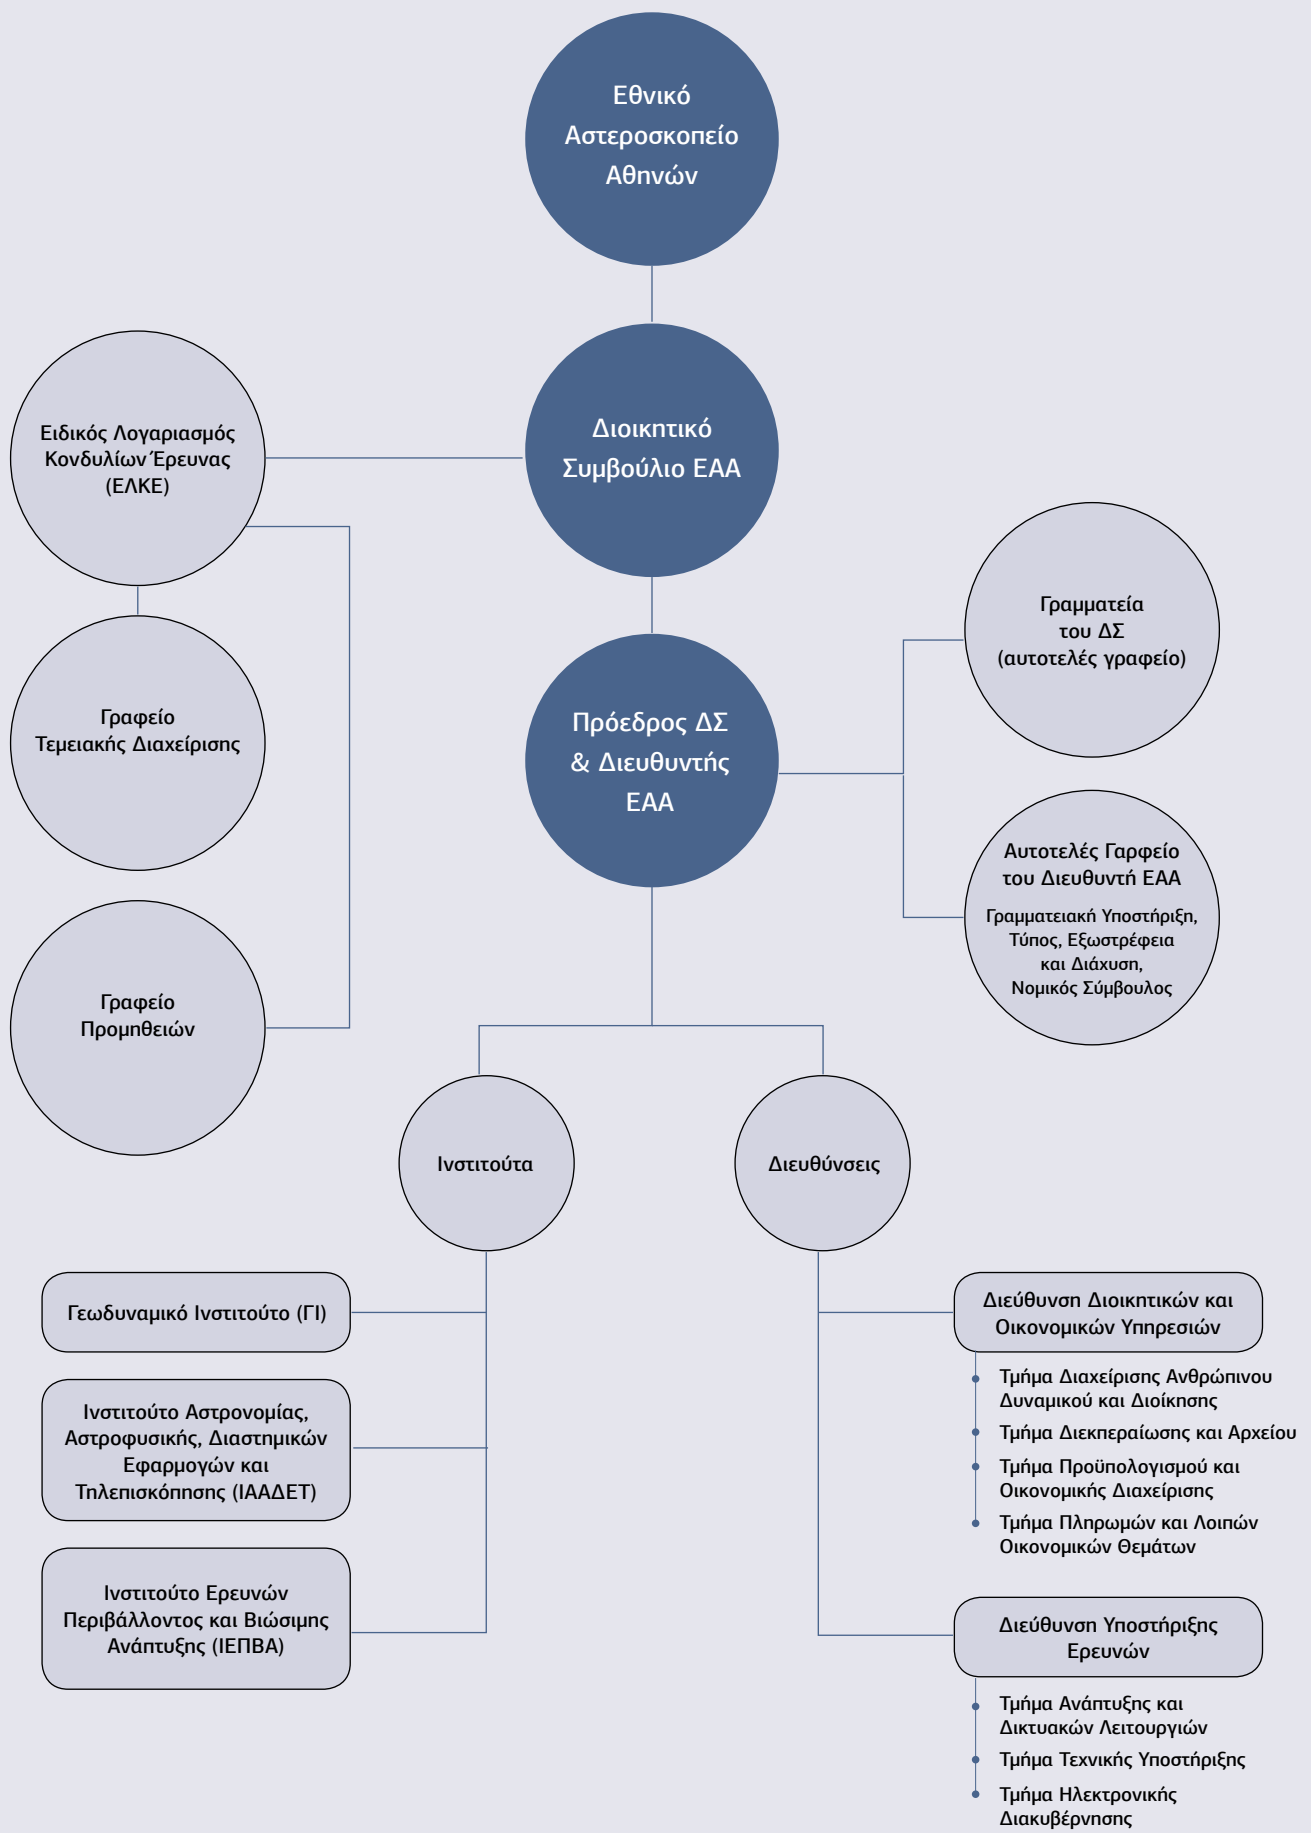 Εθνικό
Αστεροσκοπείο
Αθηνών
Διοικητικό
Συμβούλιο ΕΑΑ
Ειδικός Λογαριασμός
Κονδυλίων Έρευνας
(ΕΛΚΕ)
Γραφείο
Τεμειακής Διαχείρισης
Γραφείο
Προμηθειών
Πρόεδρος ΔΣ
& Διευθυντής
ΕΑΑ
Γραμματεία
του ΔΣ
(αυτοτελές γραφείο)
Αυτοτελές Γαρφείο
του Διευθυντή ΕΑΑ
Γραμματειακή Υποστήριξη,
Τύπος, Εξωστρέφεια
και Διάχυση,
Νομικός Σύμβουλος
Ινστιτούτα
Διευθύνσεις
Γεωδυναμικό Ινστιτούτο (ΓΙ)
Ινστιτούτο Αστρονομίας,
Αστροφυσικής, Διαστημικών
Εφαρμογών και
Τηλεπισκόπησης (ΙΑΑΔΕΤ)
Ινστιτούτο Ερευνών
Περιβάλλοντος και Βιώσιμης
Ανάπτυξης (ΙΕΠΒΑ)
Διεύθυνση Διοικητικών και
Οικονομικών Υπηρεσιών
Τμήμα Διαχείρισης Ανθρώπινου
Δυναμικού και Διοίκησης
Τμήμα Διεκπεραίωσης και Αρχείου
Τμήμα Προϋπολογισμού και
Οικονομικής Διαχείρισης
Τμήμα Πληρωμών και Λοιπών
Οικονομικών Θεμάτων
Διεύθυνση Υποστήριξης
Ερευνών
Τμήμα Ανάπτυξης και
Δικτυακών Λειτουργιών
Τμήμα Τεχνικής Υποστήριξης
Τμήμα Ηλεκτρονικής
Διακυβέρνησης